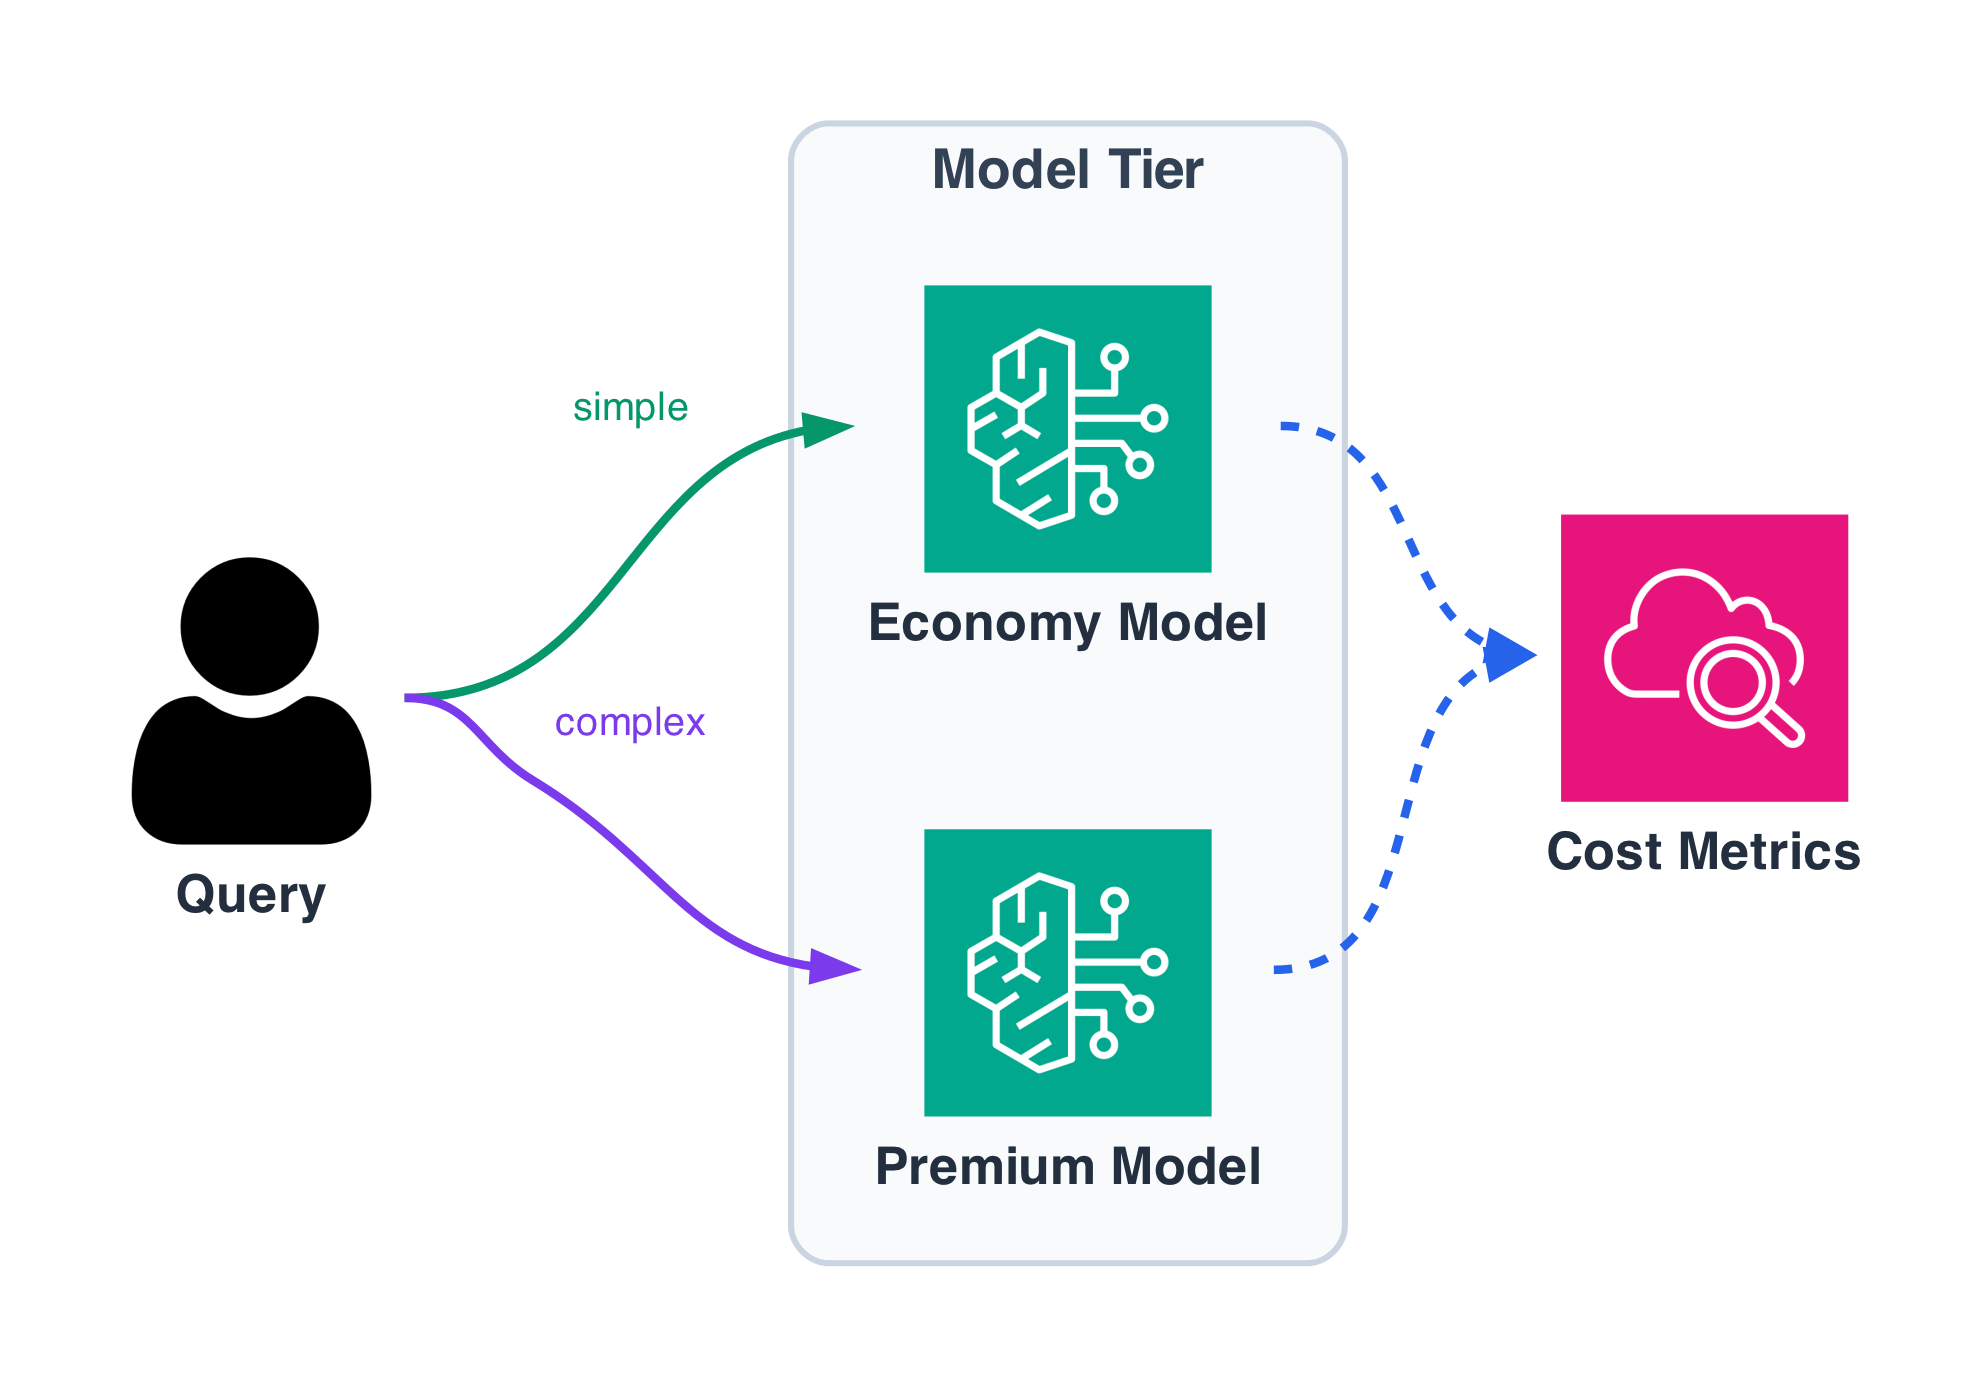 Model Tier
simple
Economy Model
complex
Query
Cost Metrics
Premium Model